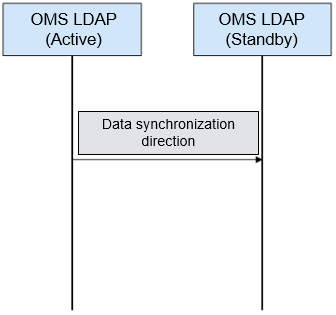 OMS LDAP
(Active)
OMS LDAP
(Standby)
Data synchronization
direction